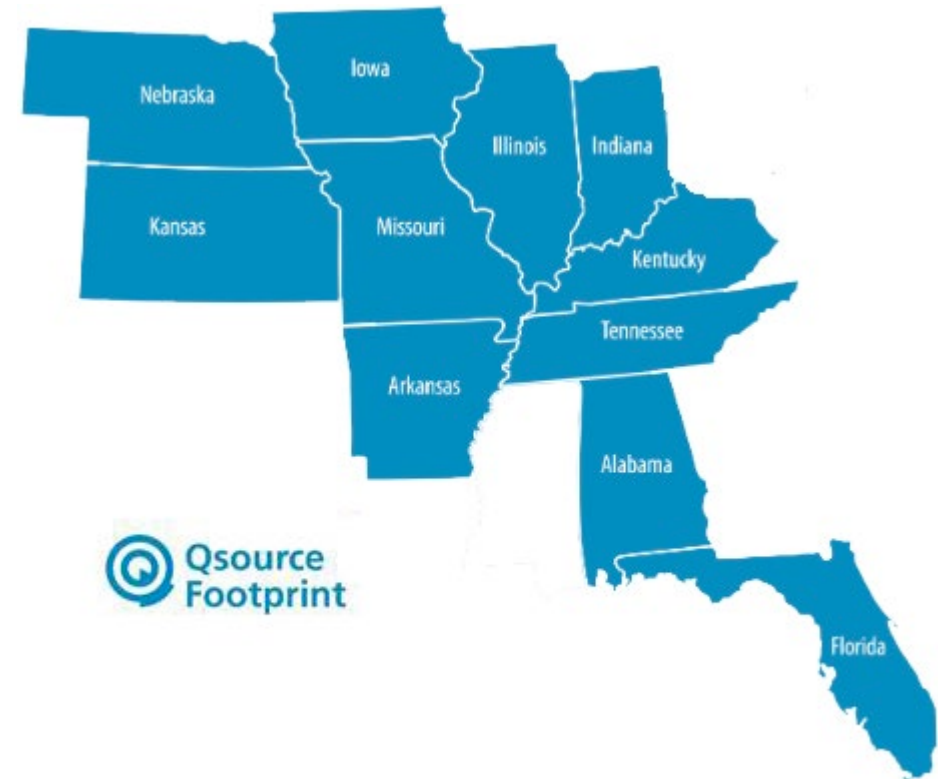 Iowa
Nebraska
Illinois
Indiana
Kansas
Missouri
Kentucky
Tennessee
Arkansas
Alabama
Qsource
Footprint
Florida